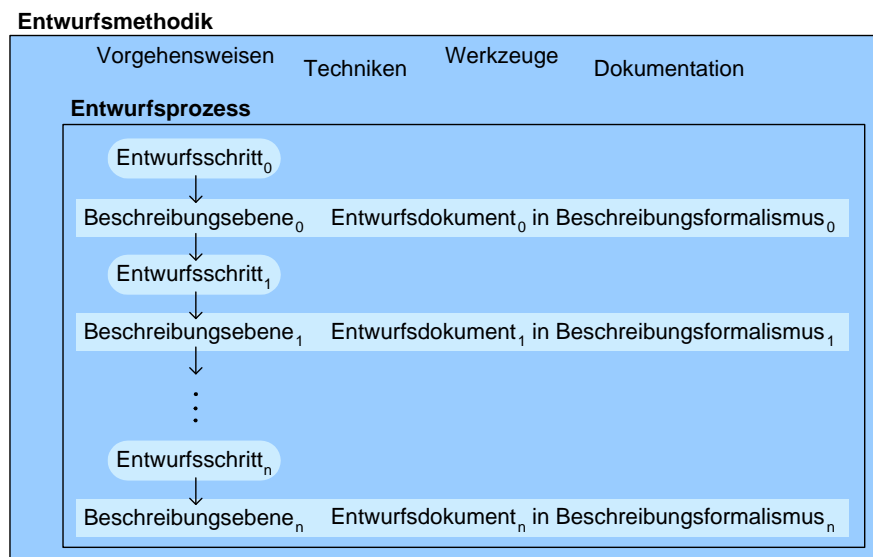 Entwurfsmethodik
Vorgehensweisen Techniken Werkzeuge Dokumentation
Entwurfsprozess
Entwurfsschritt₀
Beschreibungsebene₀ Entwurfsdokument₀ in Beschreibungsformalismus₀
Entwurfsschritt₁
Beschreibungsebene₁ Entwurfsdokument₁ in Beschreibungsformalismus₁
Entwurfsschrittₙ
Beschreibungsebeneₙ Entwurfsdokumentₙ in Beschreibungsformalismusₙ